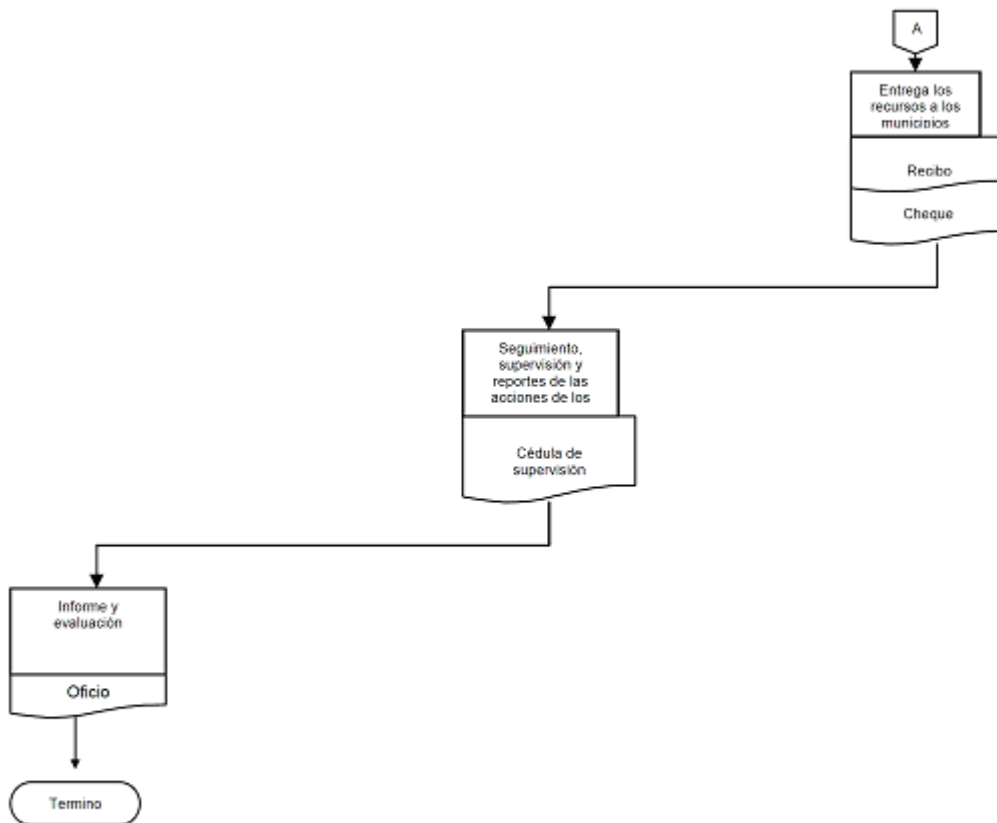 A
Entrega los
recursos a los
municipios
Recibo
Cheque
Seguimiento,
supervisión y
reportes de las
acciones de los
Cédula de
supervisión
Informe y
evaluación
Oficio
Termino